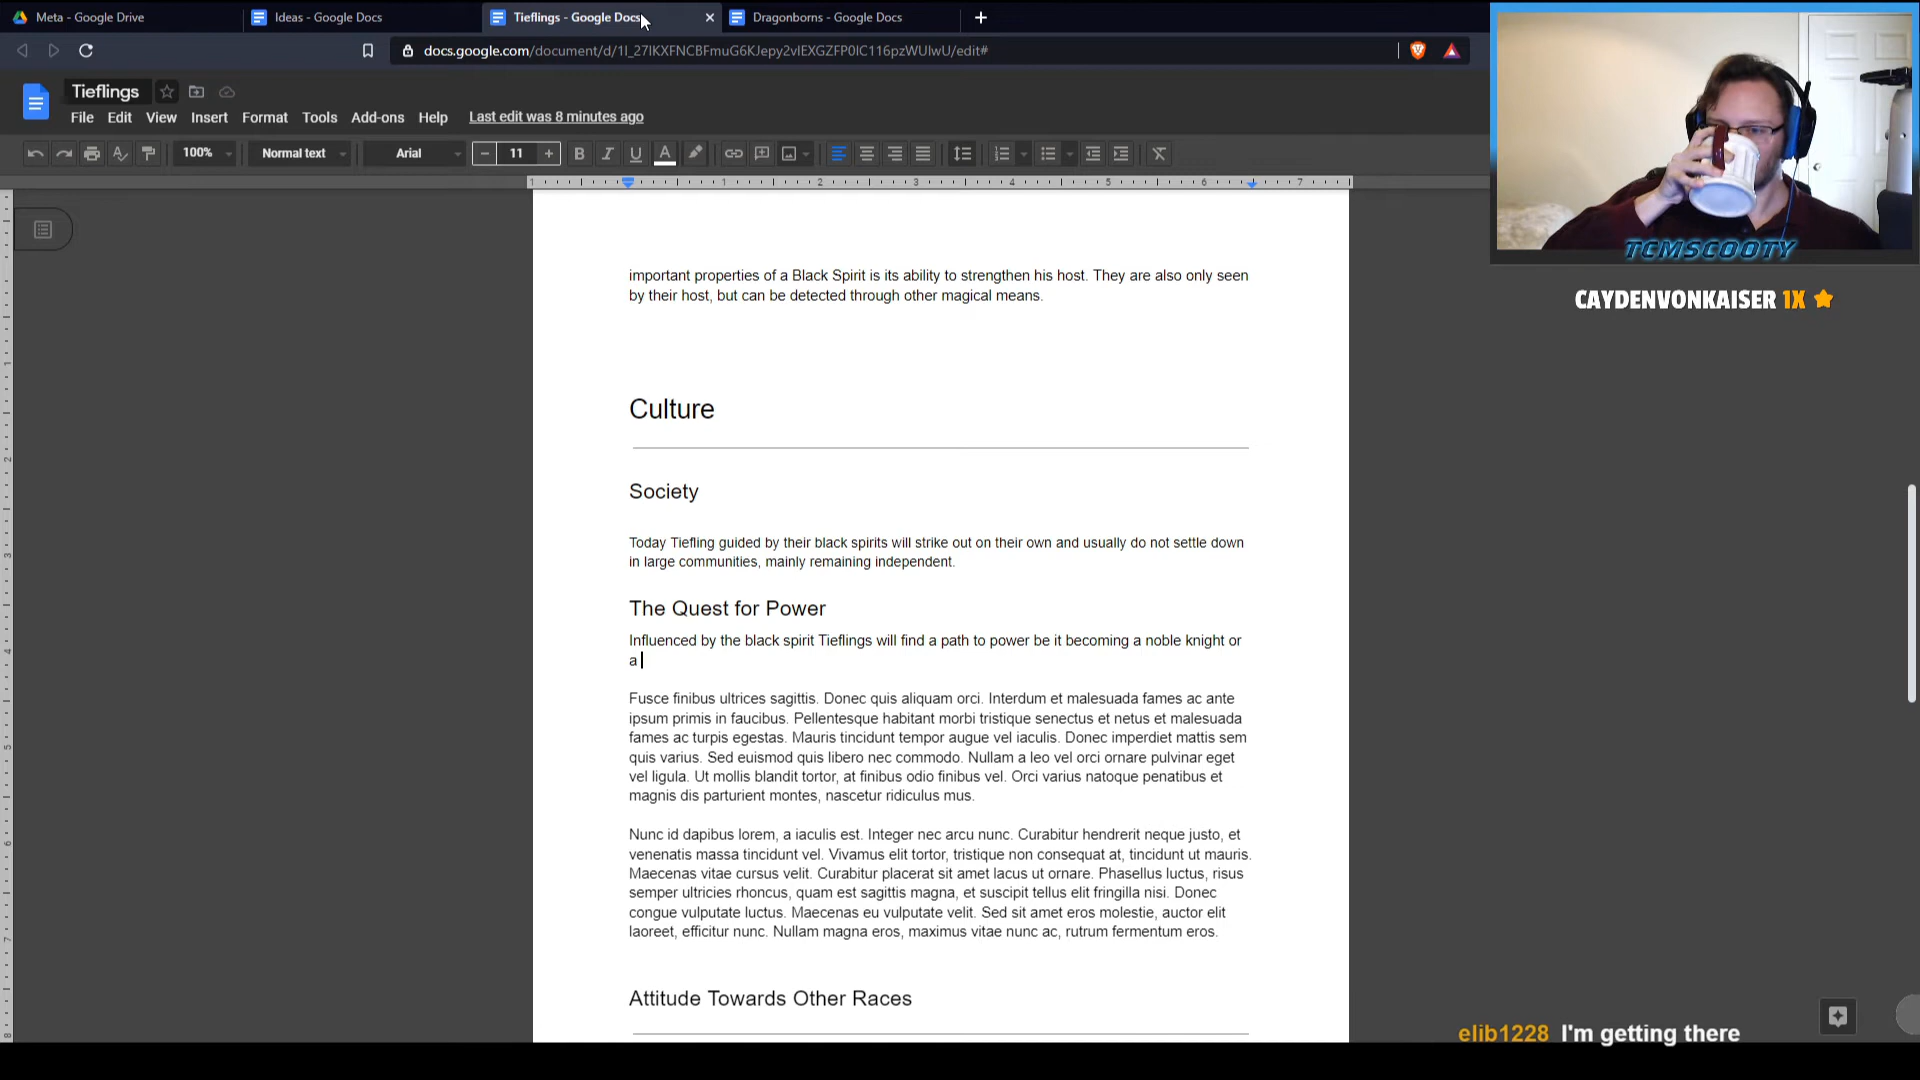 Meta - Google Drive
Ideas - Google Docs
Tieflings - Google Docs
Dragonborns - Google Docs
docs.google.com/document/d/1I_27IKXFNCBFmuG6KJepy2vIEXGZFP0IC116pzWUIwU/edit#
Tieflings
File Edit View Insert Format Tools Add-ons Help Last edit was 8 minutes ago
100% Normal text Arial 11
1 1 2 3 4 5 6 7
TCMSCOOTY
CAYDENVONKAISER 1X
important properties of a Black Spirit is its ability to strengthen his host. They are also only seen
by their host, but can be detected through other magical means.
Culture
Society
Today Tiefling guided by their black spirits will strike out on their own and usually do not settle down
in large communities, mainly remaining independent.
The Quest for Power
Influenced by the black spirit Tieflings will find a path to power be it becoming a noble knight or
a
Fusce finibus ultrices sagittis. Donec quis aliquam orci. Interdum et malesuada fames ac ante
ipsum primis in faucibus. Pellentesque habitant morbi tristique senectus et netus et malesuada
fames ac turpis egestas. Mauris tincidunt tempor augue vel iaculis. Donec imperdiet mattis sem
quis varius. Sed euismod quis libero nec commodo. Nullam a leo vel orci ornare pulvinar eget
vel ligula. Ut mollis blandit tortor, at finibus odio finibus vel. Orci varius natoque penatibus et
magnis dis parturient montes, nascetur ridiculus mus.
Nunc id dapibus lorem, a iaculis est. Integer nec arcu nunc. Curabitur hendrerit neque justo, et
venenatis massa tincidunt vel. Vivamus elit tortor, tristique non consequat at, tincidunt ut mauris.
Maecenas vitae cursus velit. Curabitur placerat sit amet lacus ut ornare. Phasellus luctus, risus
semper ultricies rhoncus, quam est sagittis magna, et suscipit tellus elit fringilla nisi. Donec
congue vulputate luctus. Maecenas eu vulputate velit. Sed sit amet eros molestie, auctor elit
laoreet, efficitur nunc. Nullam magna eros, maximus vitae nunc ac, rutrum fermentum eros.
Attitude Towards Other Races
elib1228 I'm getting there